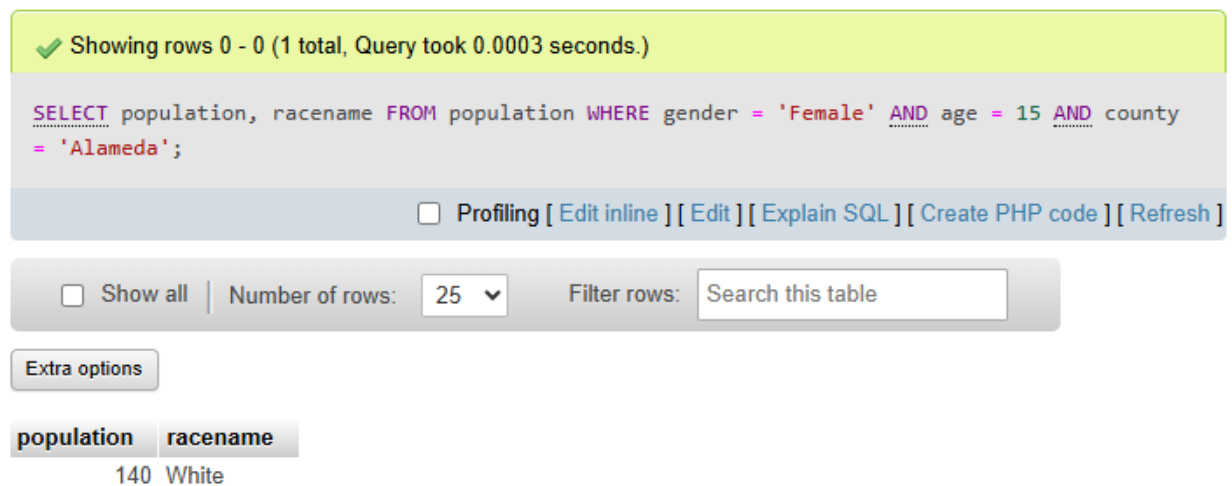 Showing rows 0 - 0 (1 total, Query took 0.0003 seconds.)
SELECT population, racename FROM population WHERE gender = 'Female' AND age = 15 AND county
= 'Alameda';
Profiling [ Edit inline ] [ Edit ] [ Explain SQL ] [ Create PHP code ] [ Refresh ]
Show all Number of rows: 25 Filter rows: Search this table
Extra options
population racename
140 White